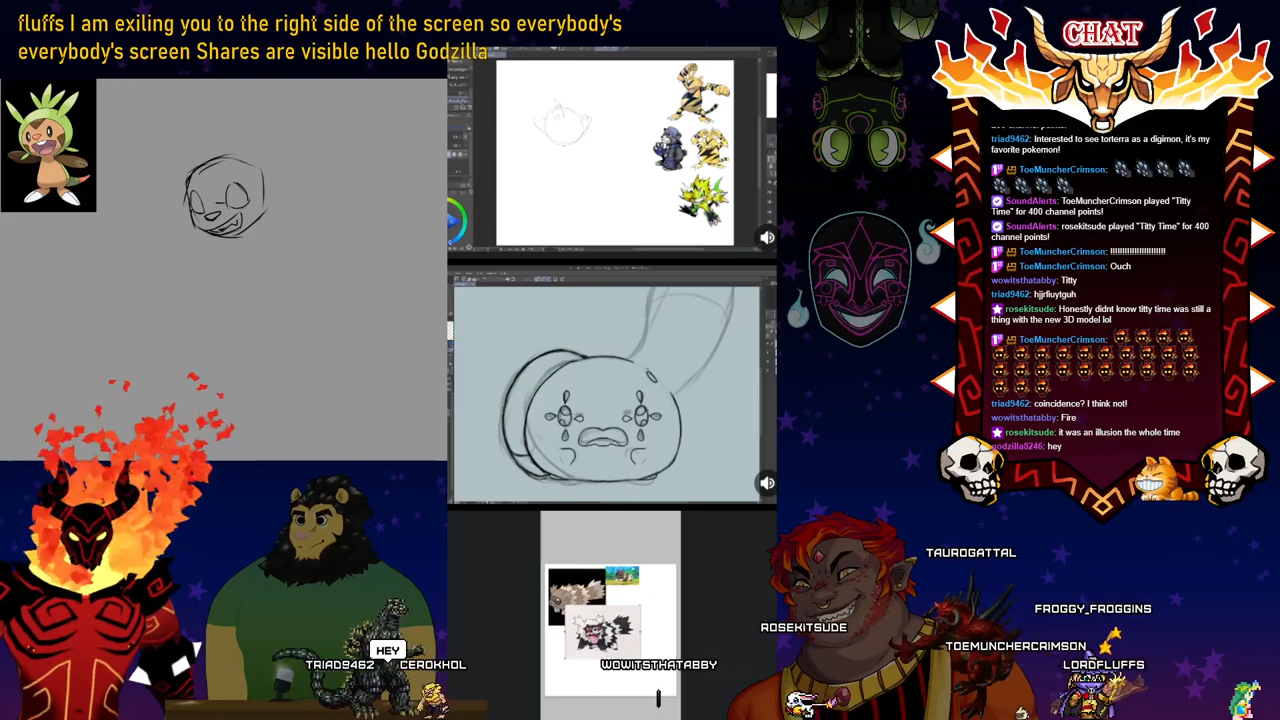 fluffs I am exiling you to the right side of the screen so everybody's
everybody's screen Shares are visible hello Godzilla
CHAT
triad9462: Interested to see torterra as a digimon, it's my
favorite pokemon!
ToeMuncherCrimson:
SoundAlerts: ToeMuncherCrimson played "Titty
Time" for 400 channel points!
SoundAlerts: rosekitsude played "Titty Time" for 400
channel points!
ToeMuncherCrimson: !!!!!!!!!!!!!!!!!!!!!!!
ToeMuncherCrimson: Ouch
wowitsthatabby: Titty
triad9462: hjjrfiuytguh
rosekitsude: Honestly didnt know titty time was still a
thing with the new 3D model lol
ToeMuncherCrimson:
triad9462: coincidence? I think not!
wowitsthatabby: Fire
rosekitsude: it was an illusion the whole time
godzilla8246: hey
TAUROGATTAL
FROGGY_FROGGINS
ROSEKITSUDE
TOEMUNCHERCRIMSON
HEY
TRIAD9462
CEROKHOL
WOWITSTHATABBY
LORDFLUFFS